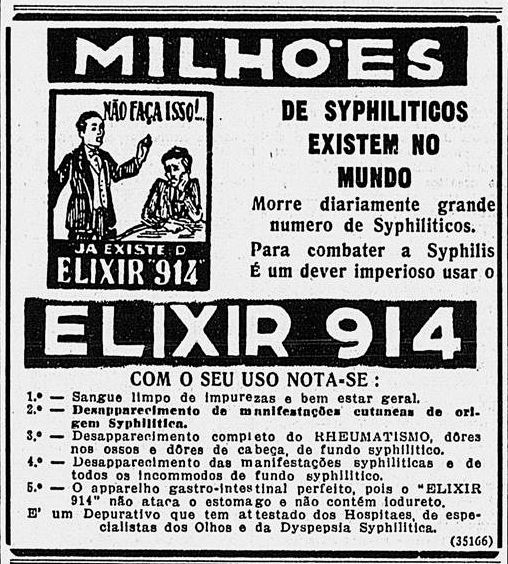 MILHÕES
NÃO FAÇA ISSO!..
JA EXISTE O
ELIXIR "914"
DE SYPHILITICOS
EXISTEM NO
MUNDO
Morre diariamente grande
numero de Syphiliticos.
Para combater a Syphilis
É um dever imperioso usar o
ELIXIR 914
COM O SEU USO NOTA-SE :
1.º — Sangue limpo de impurezas e bem estar geral.
2.º — Desapparecimento de manifestações cutaneas de ori-
gem Syphilitica.
3.º — Desapparecimento completo do RHEUMATISMO, dôres
nos ossos e dôres de cabeça, de fundo syphilitico.
4.º — Desapparecimento das manifestações syphiliticas e de
todos os incommodos de fundo syphilitico.
5.º — O apparelho gastro-intestinal perfeito, pois o "ELIXIR
914" não ataca o estomago e não contém iodureto.
E' um Depurativo que tem attestado dos Hospitaes, de espe-
cialistas dos Olhos e da Dyspepsia Syphilitica.
(35166)